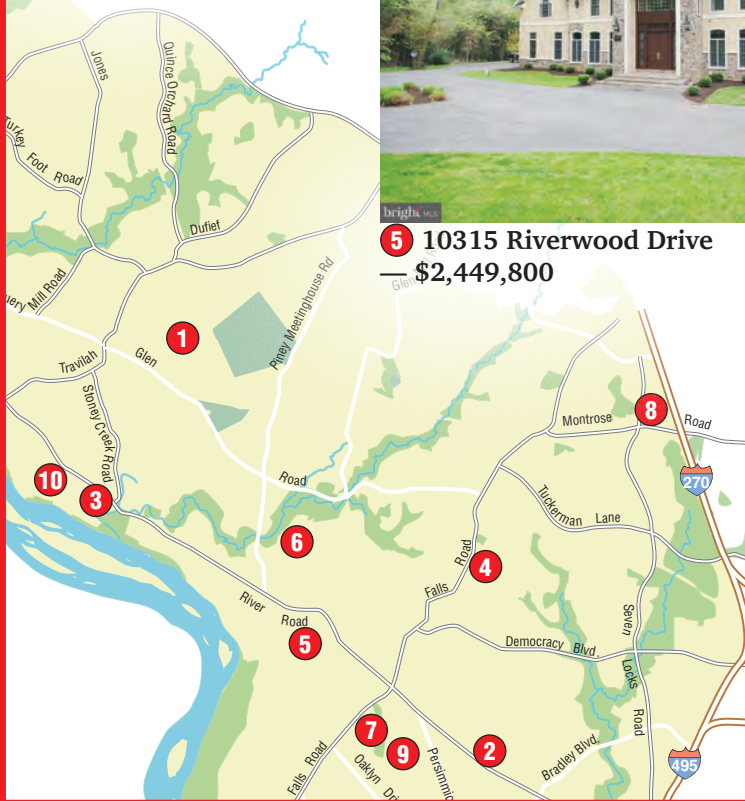 Jones
Quince Orchard Road
Turkey Foot Road
Dufief
bright MLS
5 10315 Riverwood Drive
— $2,449,800
Mill Road
Piney Meetinghouse Rd
1
Travilah
Glen
Stoney Creek Road
8
Montrose Road
270
10
3
Road
Tuckerman Lane
6
Falls Road
4
River Road
5
Seven Locks Road
Democracy Blvd.
7
9
2
Falls Road
Oaklyn
Bradley Blvd.
495